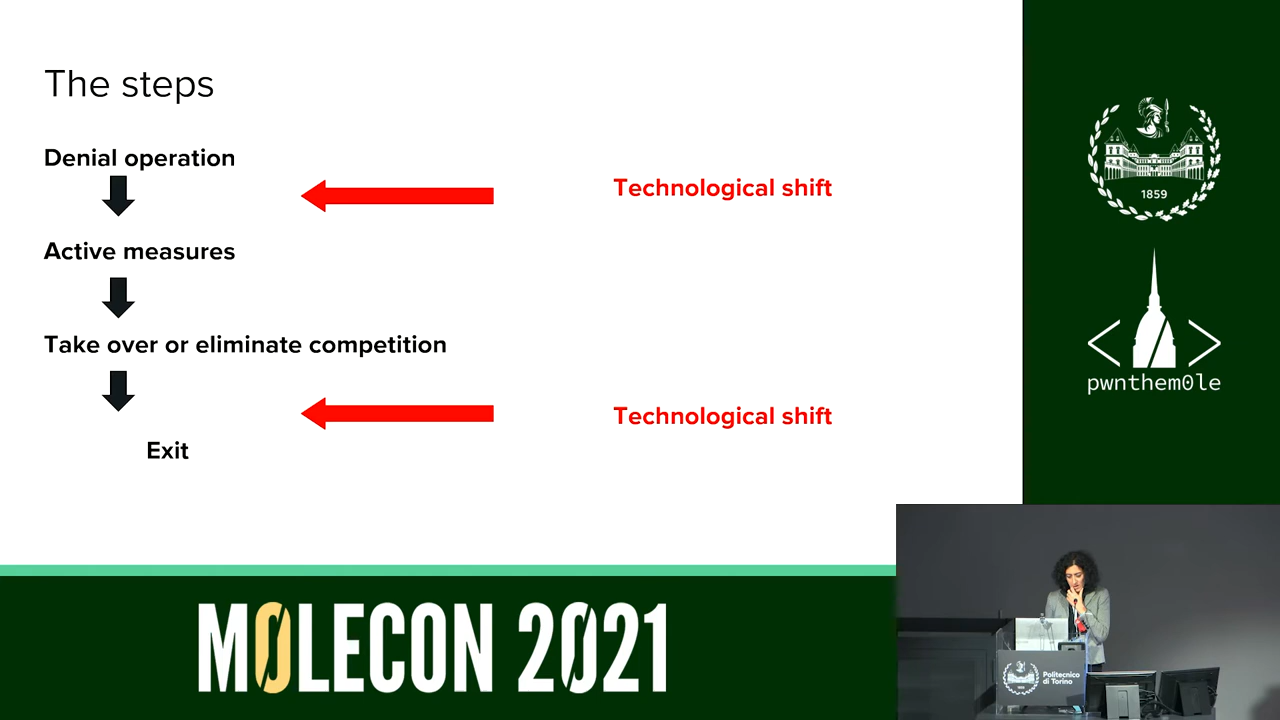 The steps
Denial operation
Technological shift
Active measures
Take over or eliminate competition
Technological shift
Exit
1859
pwnthem0le
MØLECON 2021
Politecnico
di Torino